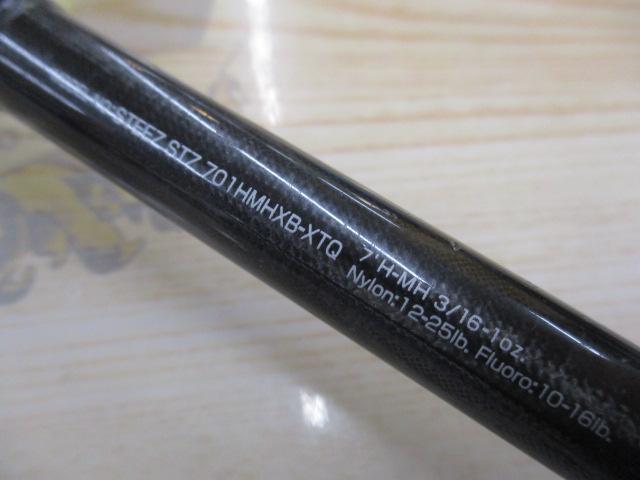 STEEZ STZ 701HMHXB-XTQ 7' H-MH 3/16-1oz.
Nylon:12-25lb. Fluoro:10-16lb.